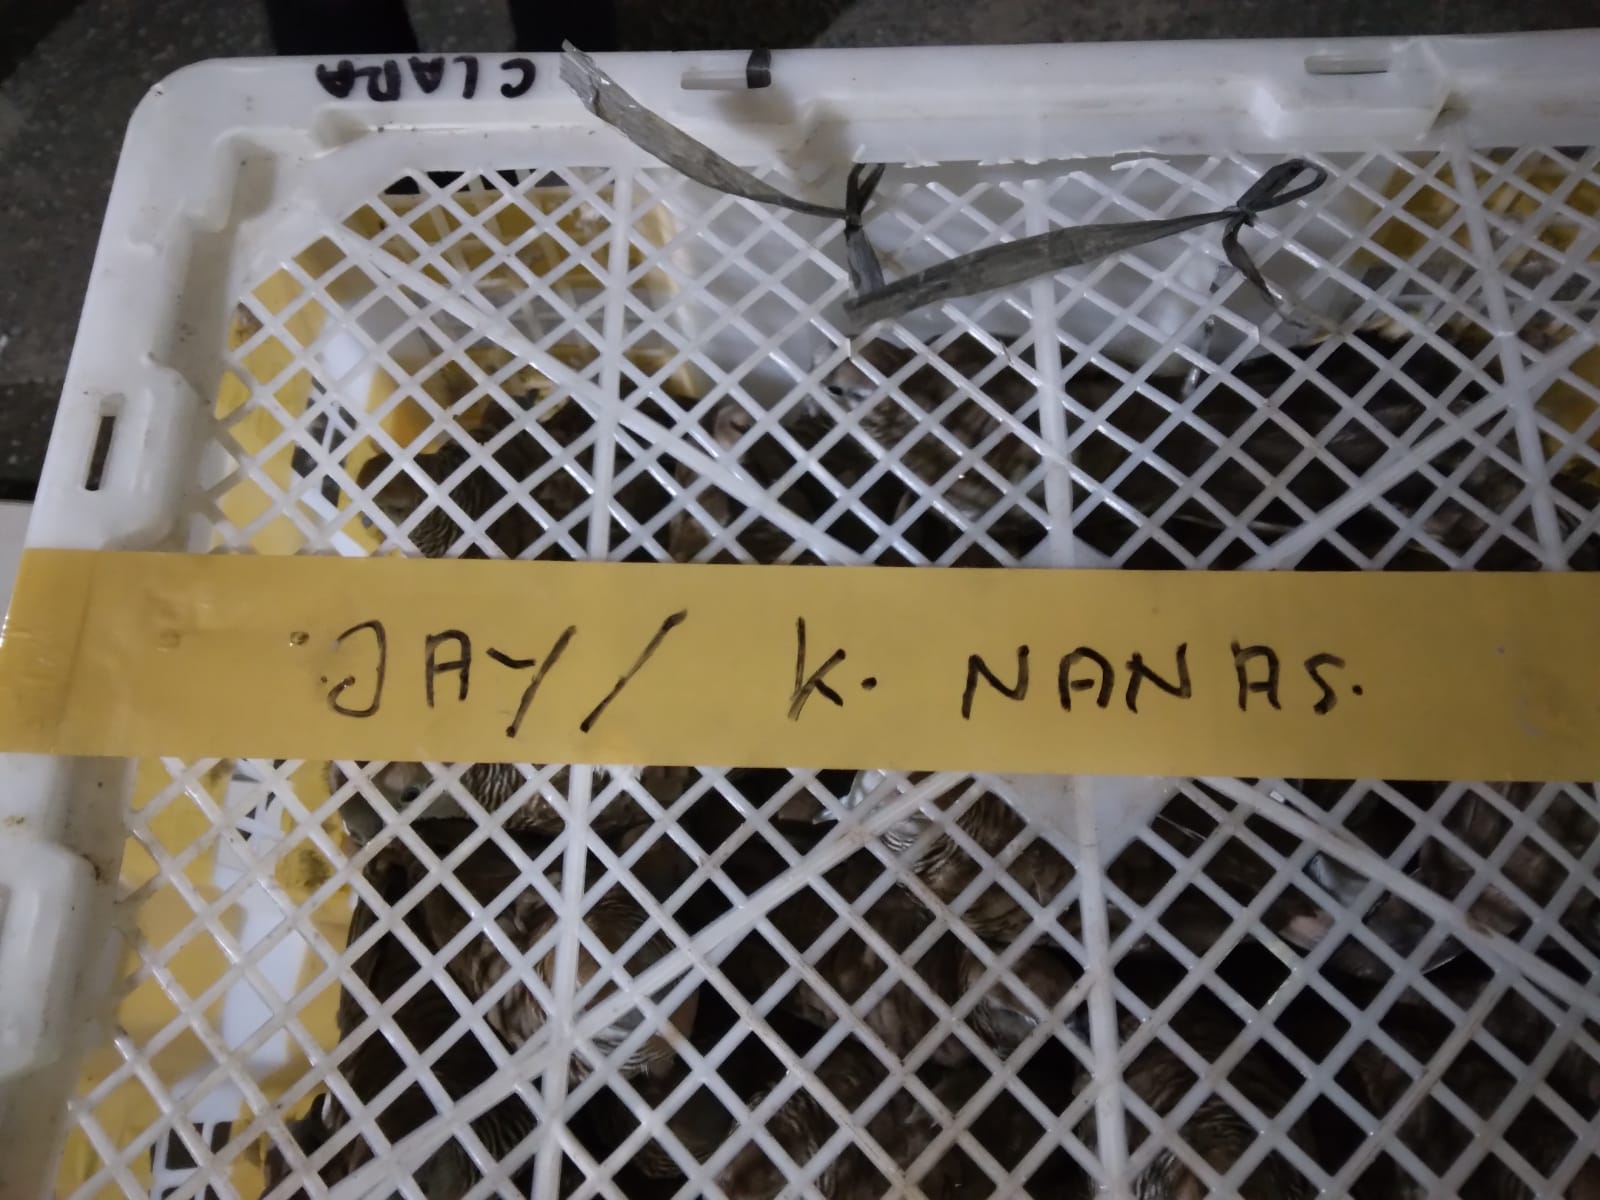 CLARA
JAY/ K. NANAS.